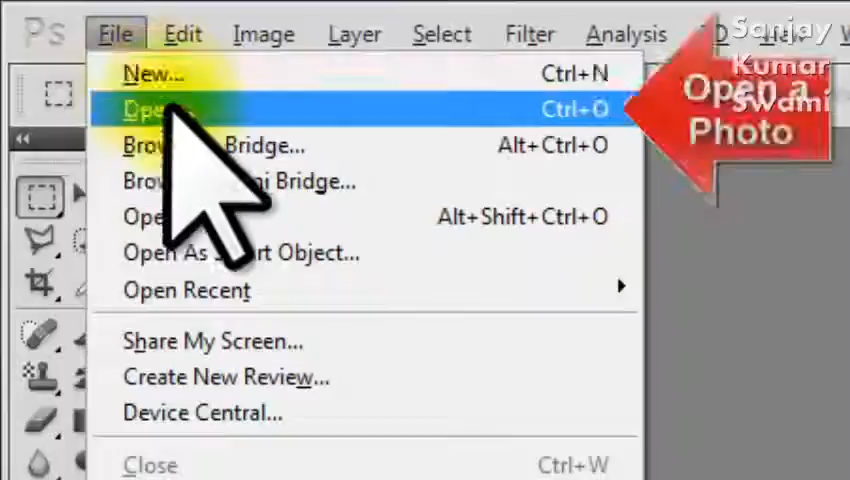 Ps File Edit Image Layer Select Filter Analysis
Sanjay
Kumar
Swami
New... Ctrl+N
Ctrl+O
Open a
Photo
Bridge... Alt+Ctrl+O
Bridge...
Alt+Shift+Ctrl+O
Open As Object...
Open Recent
Share My Screen...
Create New Review...
Device Central...
Close Ctrl+W